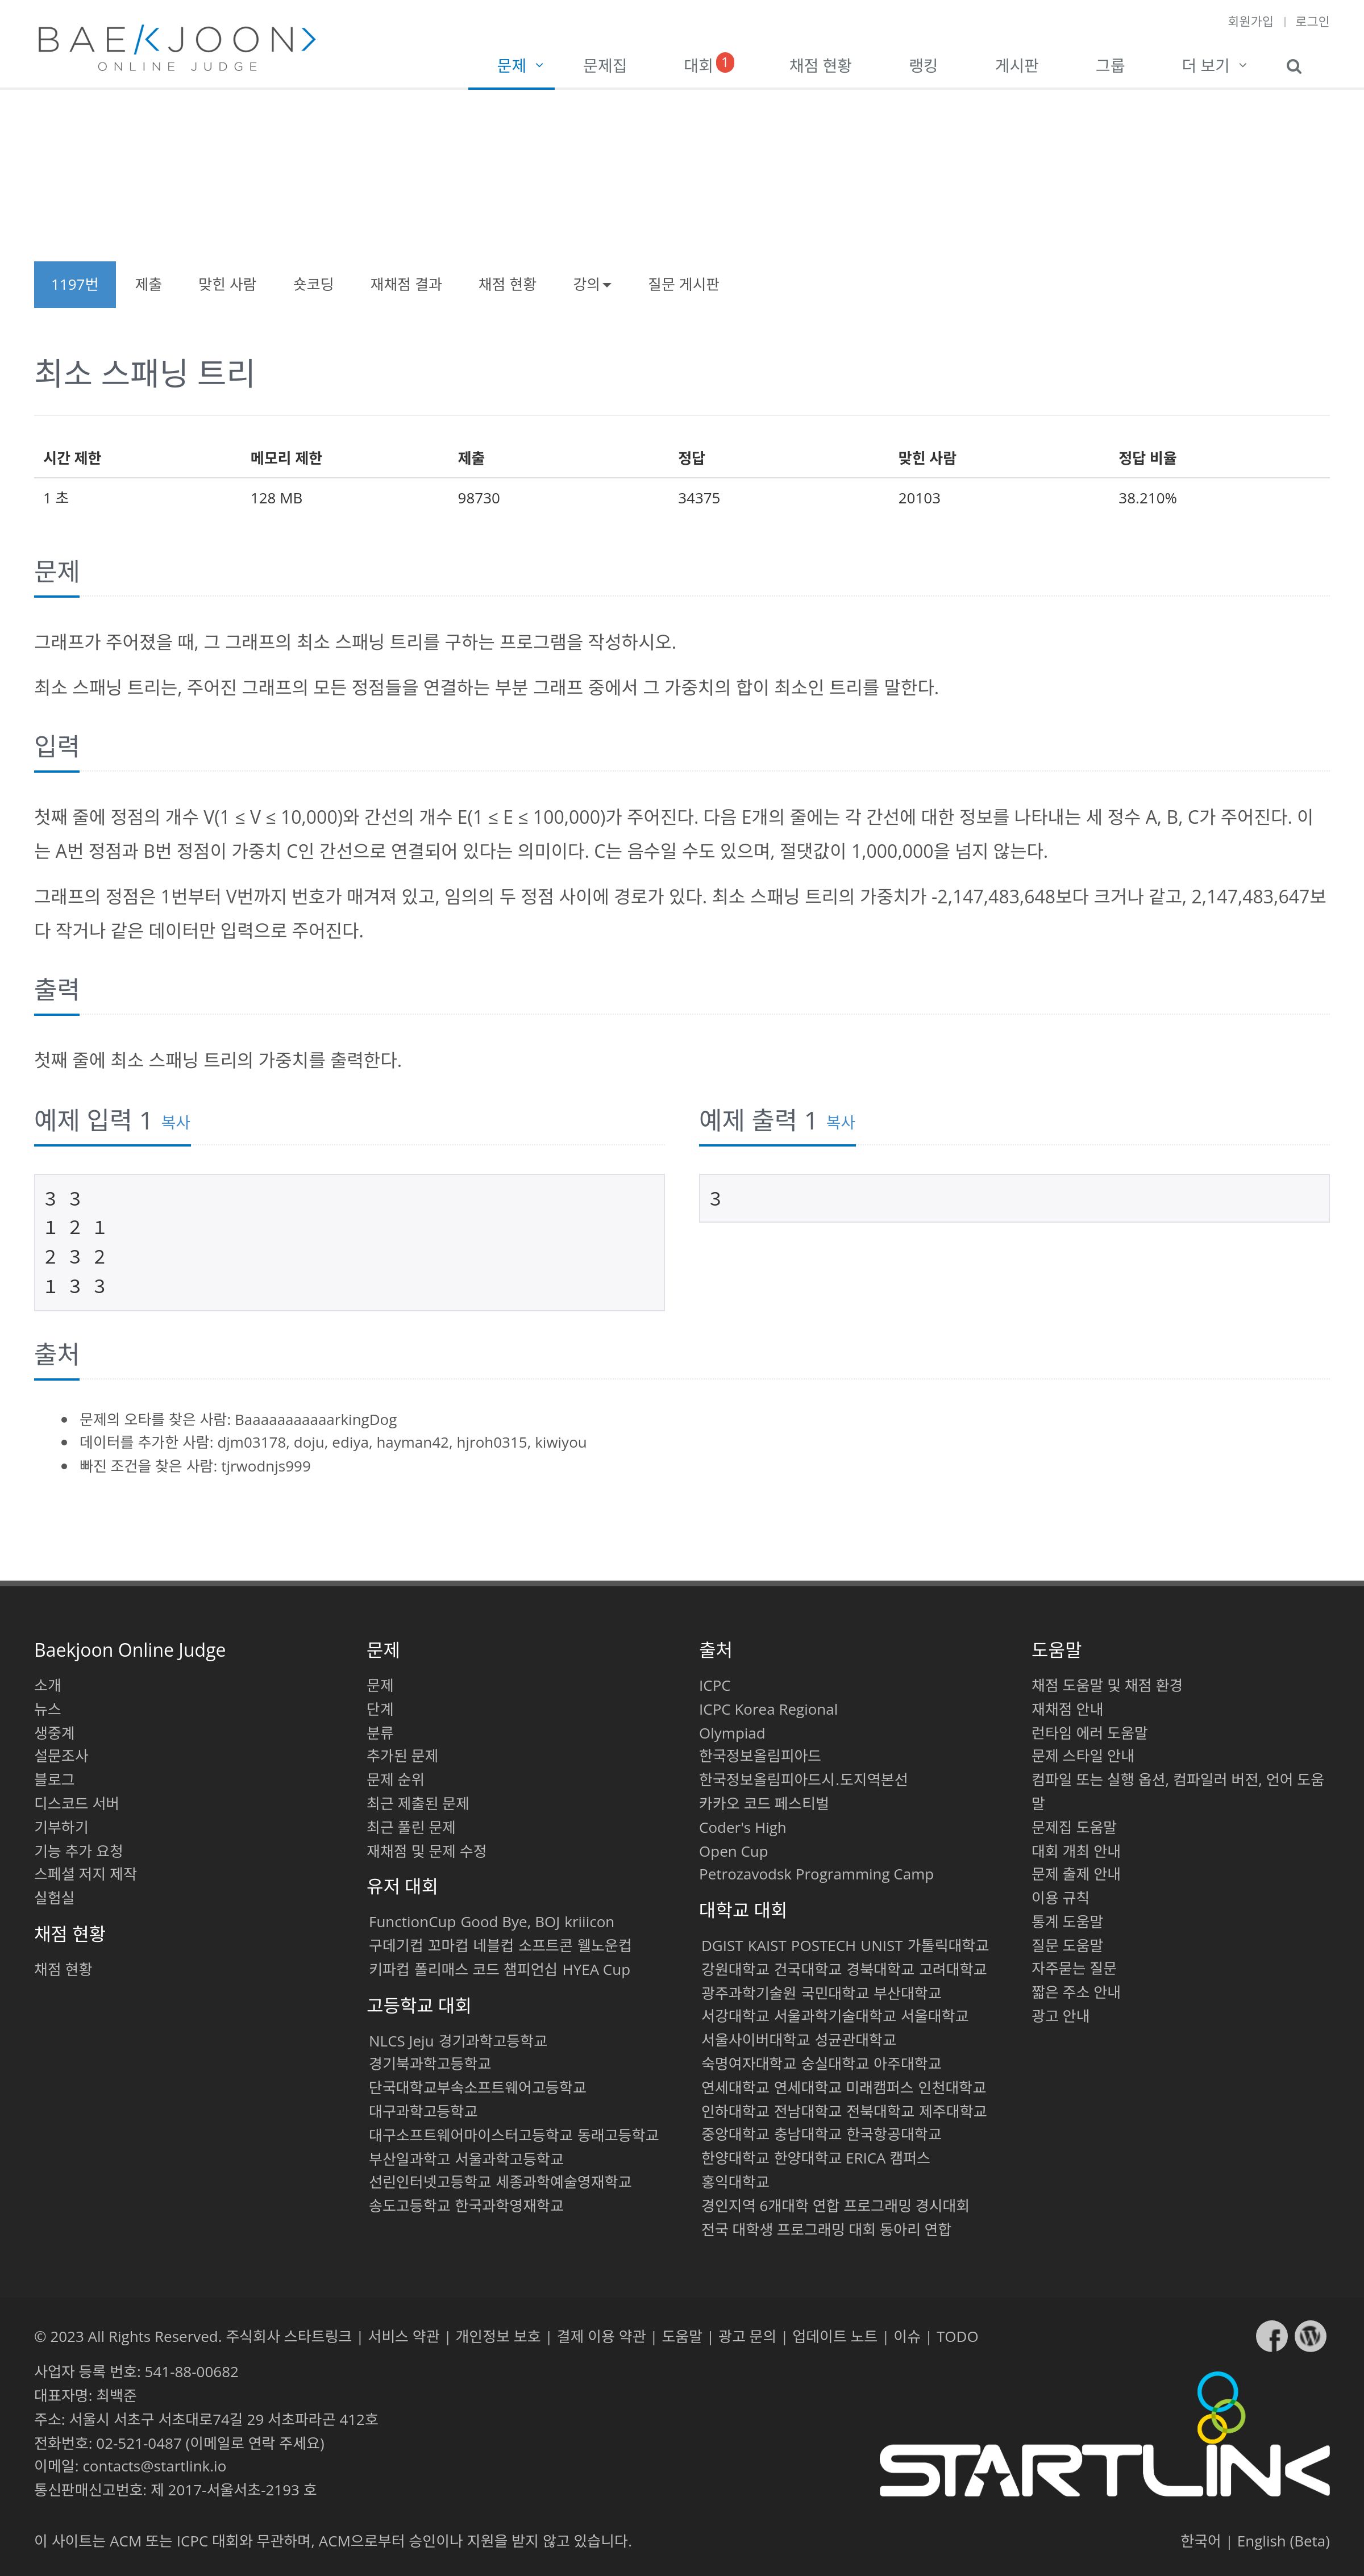 회원가입 | 로그인
BAEKJOON>
ONLINE JUDGE
문제 문제집 대회 1 채점 현황 랭킹 게시판 그룹 더 보기
1197번 제출 맞힌 사람 숏코딩 재채점 결과 채점 현황 강의 질문 게시판
최소 스패닝 트리
시간 제한 메모리 제한 제출 정답 맞힌 사람 정답 비율
1 초 128 MB 98730 34375 20103 38.210%
문제
그래프가 주어졌을 때, 그 그래프의 최소 스패닝 트리를 구하는 프로그램을 작성하시오.
최소 스패닝 트리는, 주어진 그래프의 모든 정점들을 연결하는 부분 그래프 중에서 그 가중치의 합이 최소인 트리를 말한다.
입력
첫째 줄에 정점의 개수 V(1 ≤ V ≤ 10,000)와 간선의 개수 E(1 ≤ E ≤ 100,000)가 주어진다. 다음 E개의 줄에는 각 간선에 대한 정보를 나타내는 세 정수 A, B, C가 주어진다. 이
는 A번 정점과 B번 정점이 가중치 C인 간선으로 연결되어 있다는 의미이다. C는 음수일 수도 있으며, 절댓값이 1,000,000을 넘지 않는다.
그래프의 정점은 1번부터 V번까지 번호가 매겨져 있고, 임의의 두 정점 사이에 경로가 있다. 최소 스패닝 트리의 가중치가 -2,147,483,648보다 크거나 같고, 2,147,483,647보
다 작거나 같은 데이터만 입력으로 주어진다.
출력
첫째 줄에 최소 스패닝 트리의 가중치를 출력한다.
예제 입력 1 복사
3 3
1 2 1
2 3 2
1 3 3
예제 출력 1 복사
3
출처
문제의 오타를 찾은 사람: BaaaaaaaaaaarkingDog
데이터를 추가한 사람: djm03178, doju, ediya, hayman42, hjroh0315, kiwiyou
빠진 조건을 찾은 사람: tjrwodnjs999
Baekjoon Online Judge
소개
뉴스
생중계
설문조사
블로그
디스코드 서버
기부하기
기능 추가 요청
스페셜 저지 제작
실험실
채점 현황
채점 현황
문제
문제
단계
분류
추가된 문제
문제 순위
최근 제출된 문제
최근 풀린 문제
재채점 및 문제 수정
유저 대회
FunctionCup Good Bye, BOJ kriiicon
구데기컵 꼬마컵 네블컵 소프트콘 웰노운컵
키파컵 폴리매스 코드 챔피언십 HYEA Cup
고등학교 대회
NLCS Jeju 경기과학고등학교
경기북과학고등학교
단국대학교부속소프트웨어고등학교
대구과학고등학교
대구소프트웨어마이스터고등학교 동래고등학교
부산일과학고 서울과학고등학교
선린인터넷고등학교 세종과학예술영재학교
송도고등학교 한국과학영재학교
출처
ICPC
ICPC Korea Regional
Olympiad
한국정보올림피아드
한국정보올림피아드시.도지역본선
카카오 코드 페스티벌
Coder's High
Open Cup
Petrozavodsk Programming Camp
대학교 대회
DGIST KAIST POSTECH UNIST 가톨릭대학교
강원대학교 건국대학교 경북대학교 고려대학교
광주과학기술원 국민대학교 부산대학교
서강대학교 서울과학기술대학교 서울대학교
서울사이버대학교 성균관대학교
숙명여자대학교 숭실대학교 아주대학교
연세대학교 연세대학교 미래캠퍼스 인천대학교
인하대학교 전남대학교 전북대학교 제주대학교
중앙대학교 충남대학교 한국항공대학교
한양대학교 한양대학교 ERICA 캠퍼스
홍익대학교
경인지역 6개대학 연합 프로그래밍 경시대회
전국 대학생 프로그래밍 대회 동아리 연합
도움말
채점 도움말 및 채점 환경
재채점 안내
런타임 에러 도움말
문제 스타일 안내
컴파일 또는 실행 옵션, 컴파일러 버전, 언어 도움
말
문제집 도움말
대회 개최 안내
문제 출제 안내
이용 규칙
통계 도움말
질문 도움말
자주묻는 질문
짧은 주소 안내
광고 안내
© 2023 All Rights Reserved. 주식회사 스타트링크 | 서비스 약관 | 개인정보 보호 | 결제 이용 약관 | 도움말 | 광고 문의 | 업데이트 노트 | 이슈 | TODO
사업자 등록 번호: 541-88-00682
대표자명: 최백준
주소: 서울시 서초구 서초대로74길 29 서초파라곤 412호
전화번호: 02-521-0487 (이메일로 연락 주세요)
이메일: contacts@startlink.io
통신판매신고번호: 제 2017-서울서초-2193 호
STARTLINK
이 사이트는 ACM 또는 ICPC 대회와 무관하며, ACM으로부터 승인이나 지원을 받지 않고 있습니다.
한국어 | English (Beta)